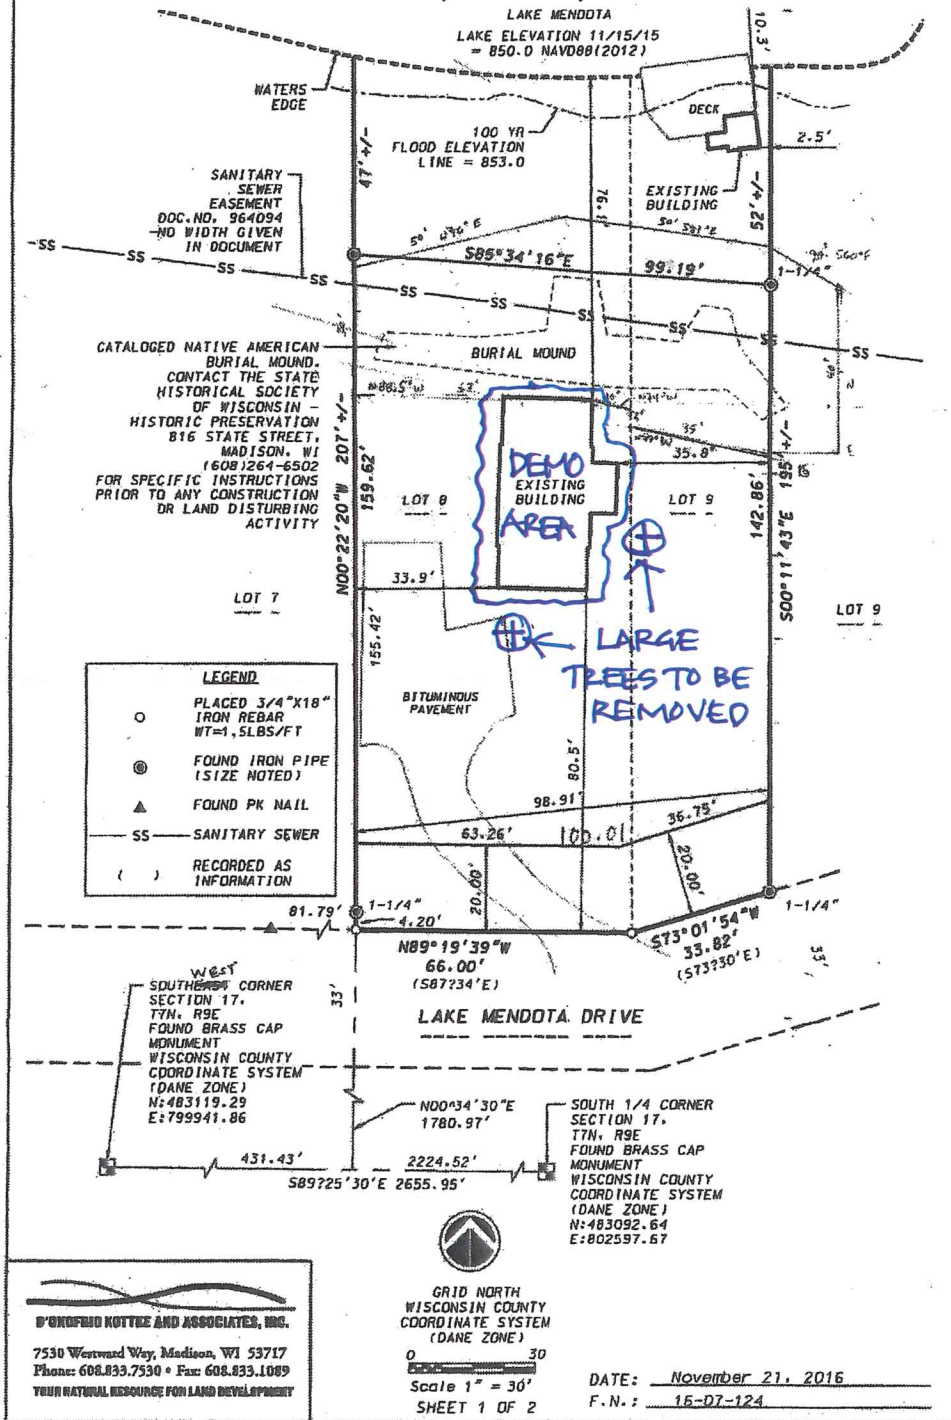 LAKE MENDOTA
LAKE ELEVATION 11/15/15
= 850.0 NAVD88(2012)
10.3'
WATERS
EDGE
DECK
100 YR
FLOOD ELEVATION
LINE = 853.0
2.5'
47' +/-
SANITARY
SEWER
EASEMENT
DOC.NO. 964094
NO WIDTH GIVEN
IN DOCUMENT
EXISTING
BUILDING
52' +/-
SS
SS
SS
SS
SS
SS
SS
SS
SS
SS
S85°34'16"E
99.19'
1-1/4"
CATALOGED NATIVE AMERICAN
BURIAL MOUND.
CONTACT THE STATE
HISTORICAL SOCIETY
OF WISCONSIN -
HISTORIC PRESERVATION
816 STATE STREET,
MADISON, WI
(608)264-6502
FOR SPECIFIC INSTRUCTIONS
PRIOR TO ANY CONSTRUCTION
OR LAND DISTURBING
ACTIVITY
BURIAL MOUND
N00°22'20"W 207' +/-
159.62'
35'
35.8'
DEMO
EXISTING
BUILDING
AREA
LOT 8
LOT 9
142.86'
S00°11'43"E 195' +/-
33.9'
LOT 7
LOT 9
155.42'
LARGE
TREES TO BE
REMOVED
BITUMINOUS
PAVEMENT
LEGEND
PLACED 3/4"X18"
IRON REBAR
WT=1.5LBS/FT
FOUND IRON PIPE
(SIZE NOTED)
FOUND PK NAIL
SS SANITARY SEWER
( ) RECORDED AS
INFORMATION
80.5'
98.91'
63.26'
100.01
36.75'
20.00'
20.00'
81.79'
1-1/4"
4.20'
1-1/4"
N89°19'39"W
66.00'
(S87?34'E)
S73°01'54"W
33.82'
(S73?30'E)
33'
33'
LAKE MENDOTA DRIVE
WEST
SOUTHEAST CORNER
SECTION 17,
T7N, R9E
FOUND BRASS CAP
MONUMENT
WISCONSIN COUNTY
COORDINATE SYSTEM
(DANE ZONE)
N:483119.29
E:799941.86
N00°34'30"E
1780.97'
SOUTH 1/4 CORNER
SECTION 17,
T7N, R9E
FOUND BRASS CAP
MONUMENT
WISCONSIN COUNTY
COORDINATE SYSTEM
(DANE ZONE)
N:483092.64
E:802597.67
431.43'
2224.52'
S89?25'30'E 2655.95'
GRID NORTH
WISCONSIN COUNTY
COORDINATE SYSTEM
(DANE ZONE)
0 30
Scale 1" = 30'
SHEET 1 OF 2
D'ONOFRIO KOTTKE AND ASSOCIATES, INC.
7530 Westward Way, Madison, WI 53717
Phone: 608.833.7530 • Fax: 608.833.1089
YOUR NATURAL RESOURCE FOR LAND DEVELOPMENT
DATE: November 21, 2016
F.N.: 15-07-124